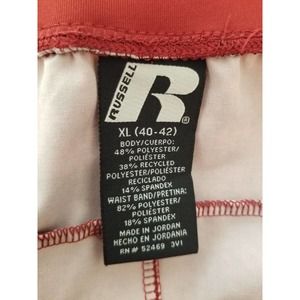 RUSSELL
R
XL (40-42)
BODY/CUERPO:
48% POLYESTER/
POLIÉSTER
38% RECYCLED
POLYESTER/POLIÉSTER
RECICLADO
14% SPANDEX
WAIST BAND/PRETINA:
82% POLYESTER/
POLIÉSTER
18% SPANDEX
MADE IN JORDAN
HECHO EN JORDANIA
RN# 52469 3V1